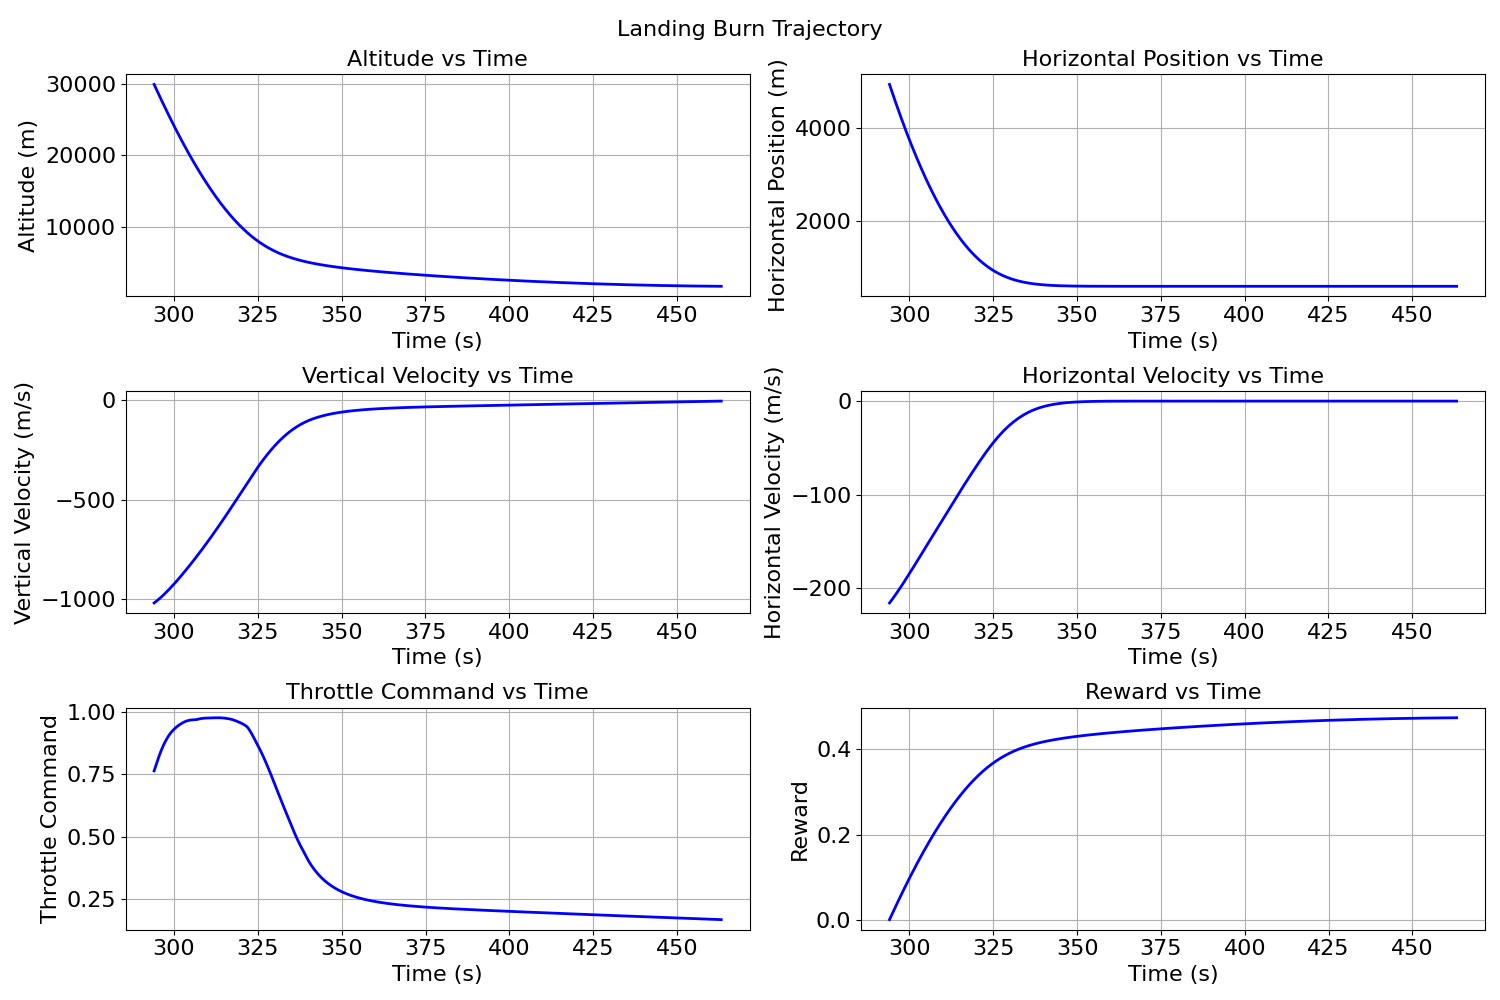 Landing Burn Trajectory
Altitude vs Time
Altitude (m)
30000
20000
10000
300 325 350 375 400 425 450
Time (s)
Horizontal Position vs Time
Horizontal Position (m)
4000
2000
300 325 350 375 400 425 450
Time (s)
Vertical Velocity vs Time
Vertical Velocity (m/s)
0
−500
−1000
300 325 350 375 400 425 450
Time (s)
Horizontal Velocity vs Time
Horizontal Velocity (m/s)
0
−100
−200
300 325 350 375 400 425 450
Time (s)
Throttle Command vs Time
Throttle Command
1.00
0.75
0.50
0.25
300 325 350 375 400 425 450
Time (s)
Reward vs Time
Reward
0.4
0.2
0.0
300 325 350 375 400 425 450
Time (s)